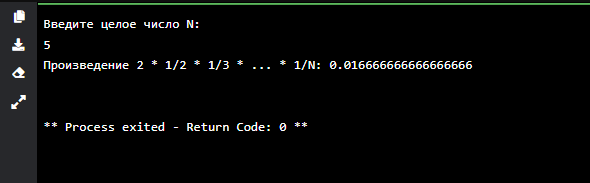 Введите целое число N:
5
Произведение 2 * 1/2 * 1/3 * ... * 1/N: 0.016666666666666666
** Process exited - Return Code: 0 **